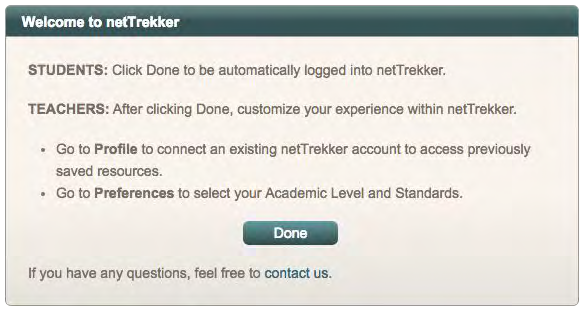 Welcome to netTrekker
STUDENTS: Click Done to be automatically logged into netTrekker.
TEACHERS: After clicking Done, customize your experience within netTrekker.
• Go to Profile to connect an existing netTrekker account to access previously
saved resources.
• Go to Preferences to select your Academic Level and Standards.
Done
If you have any questions, feel free to contact us.